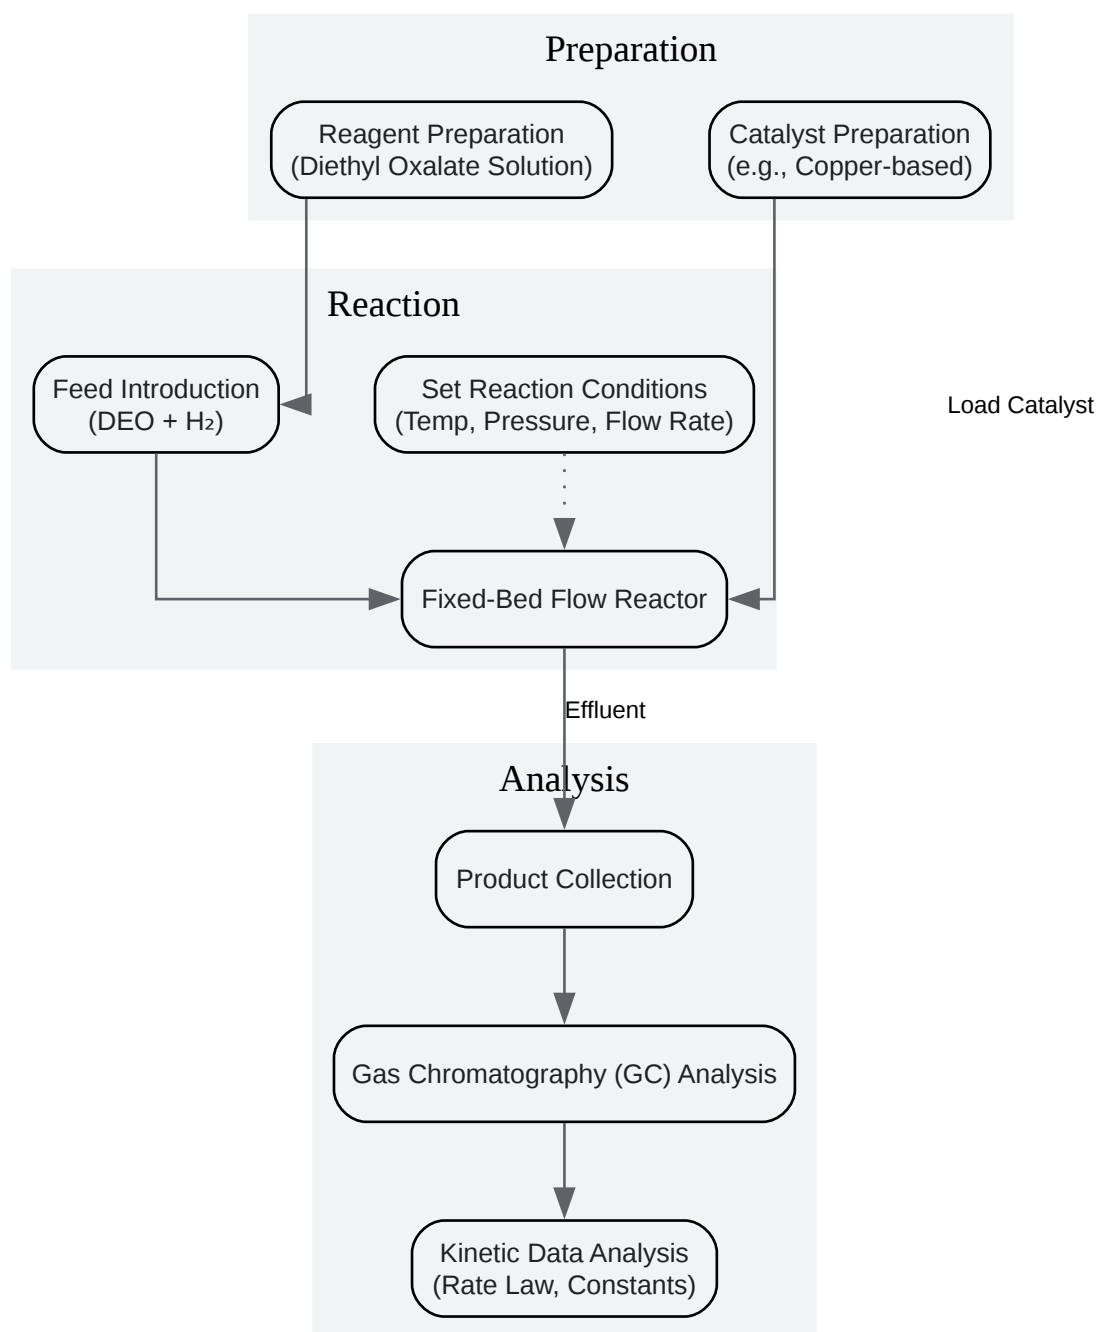 Preparation
Reagent Preparation
(Diethyl Oxalate Solution)
Catalyst Preparation
(e.g., Copper-based)
Reaction
Feed Introduction
(DEO + H₂)
Set Reaction Conditions
(Temp, Pressure, Flow Rate)
Load Catalyst
Fixed-Bed Flow Reactor
Effluent
Analysis
Product Collection
Gas Chromatography (GC) Analysis
Kinetic Data Analysis
(Rate Law, Constants)